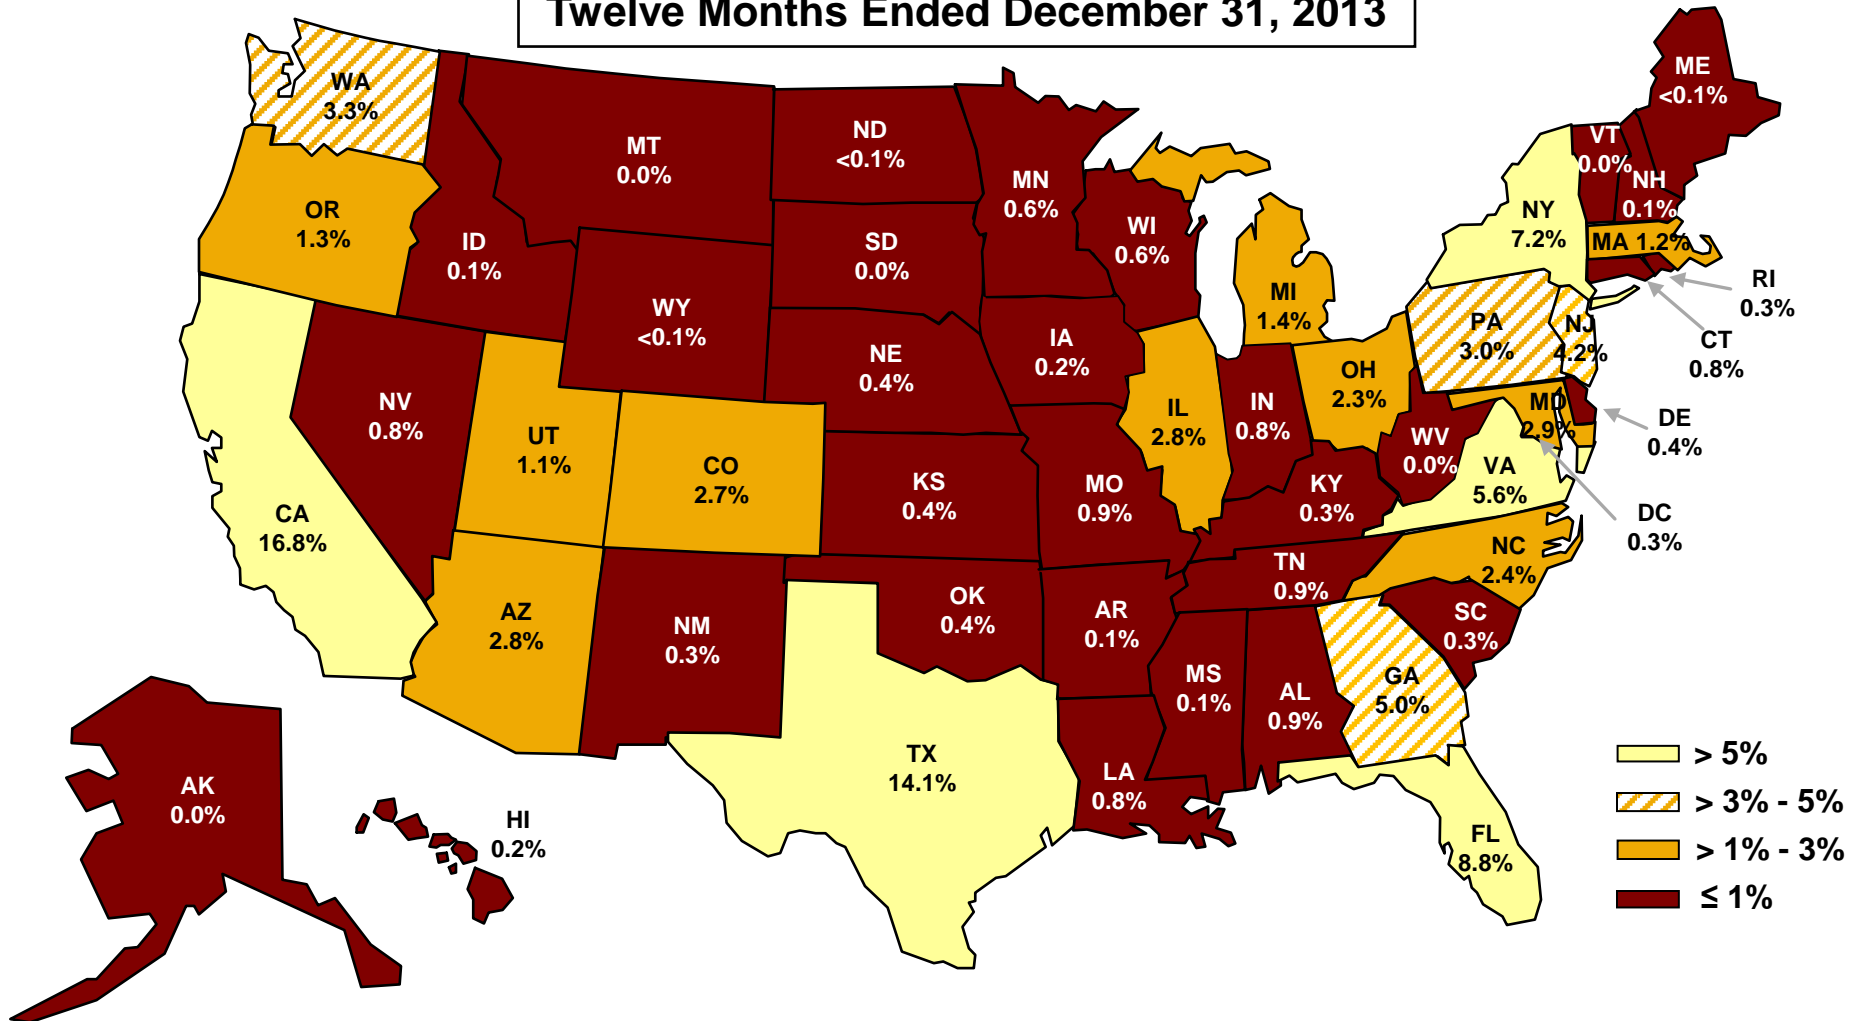 Twelve Months Ended December 31, 2013
WA
3.3%
OR
1.3%
CA
16.8%
ID
0.1%
NV
0.8%
MT
0.0%
WY
<0.1%
UT
1.1%
CO
2.7%
AZ
2.8%
NM
0.3%
ND
<0.1%
SD
0.0%
NE
0.4%
KS
0.4%
OK
0.4%
TX
14.1%
MN
0.6%
IA
0.2%
MO
0.9%
AR
0.1%
LA
0.8%
WI
0.6%
IL
2.8%
MI
1.4%
IN
0.8%
OH
2.3%
KY
0.3%
TN
0.9%
MS
0.1%
AL
0.9%
GA
5.0%
FL
8.8%
SC
0.3%
NC
2.4%
VA
5.6%
WV
0.0%
PA
3.0%
NY
7.2%
NJ
4.2%
MD
2.9%
VT
0.0%
NH
0.1%
ME
<0.1%
MA 1.2%
RI
0.3%
CT
0.8%
DE
0.4%
DC
0.3%
AK
0.0%
HI
0.2%
> 5%
> 3% - 5%
> 1% - 3%
≤ 1%